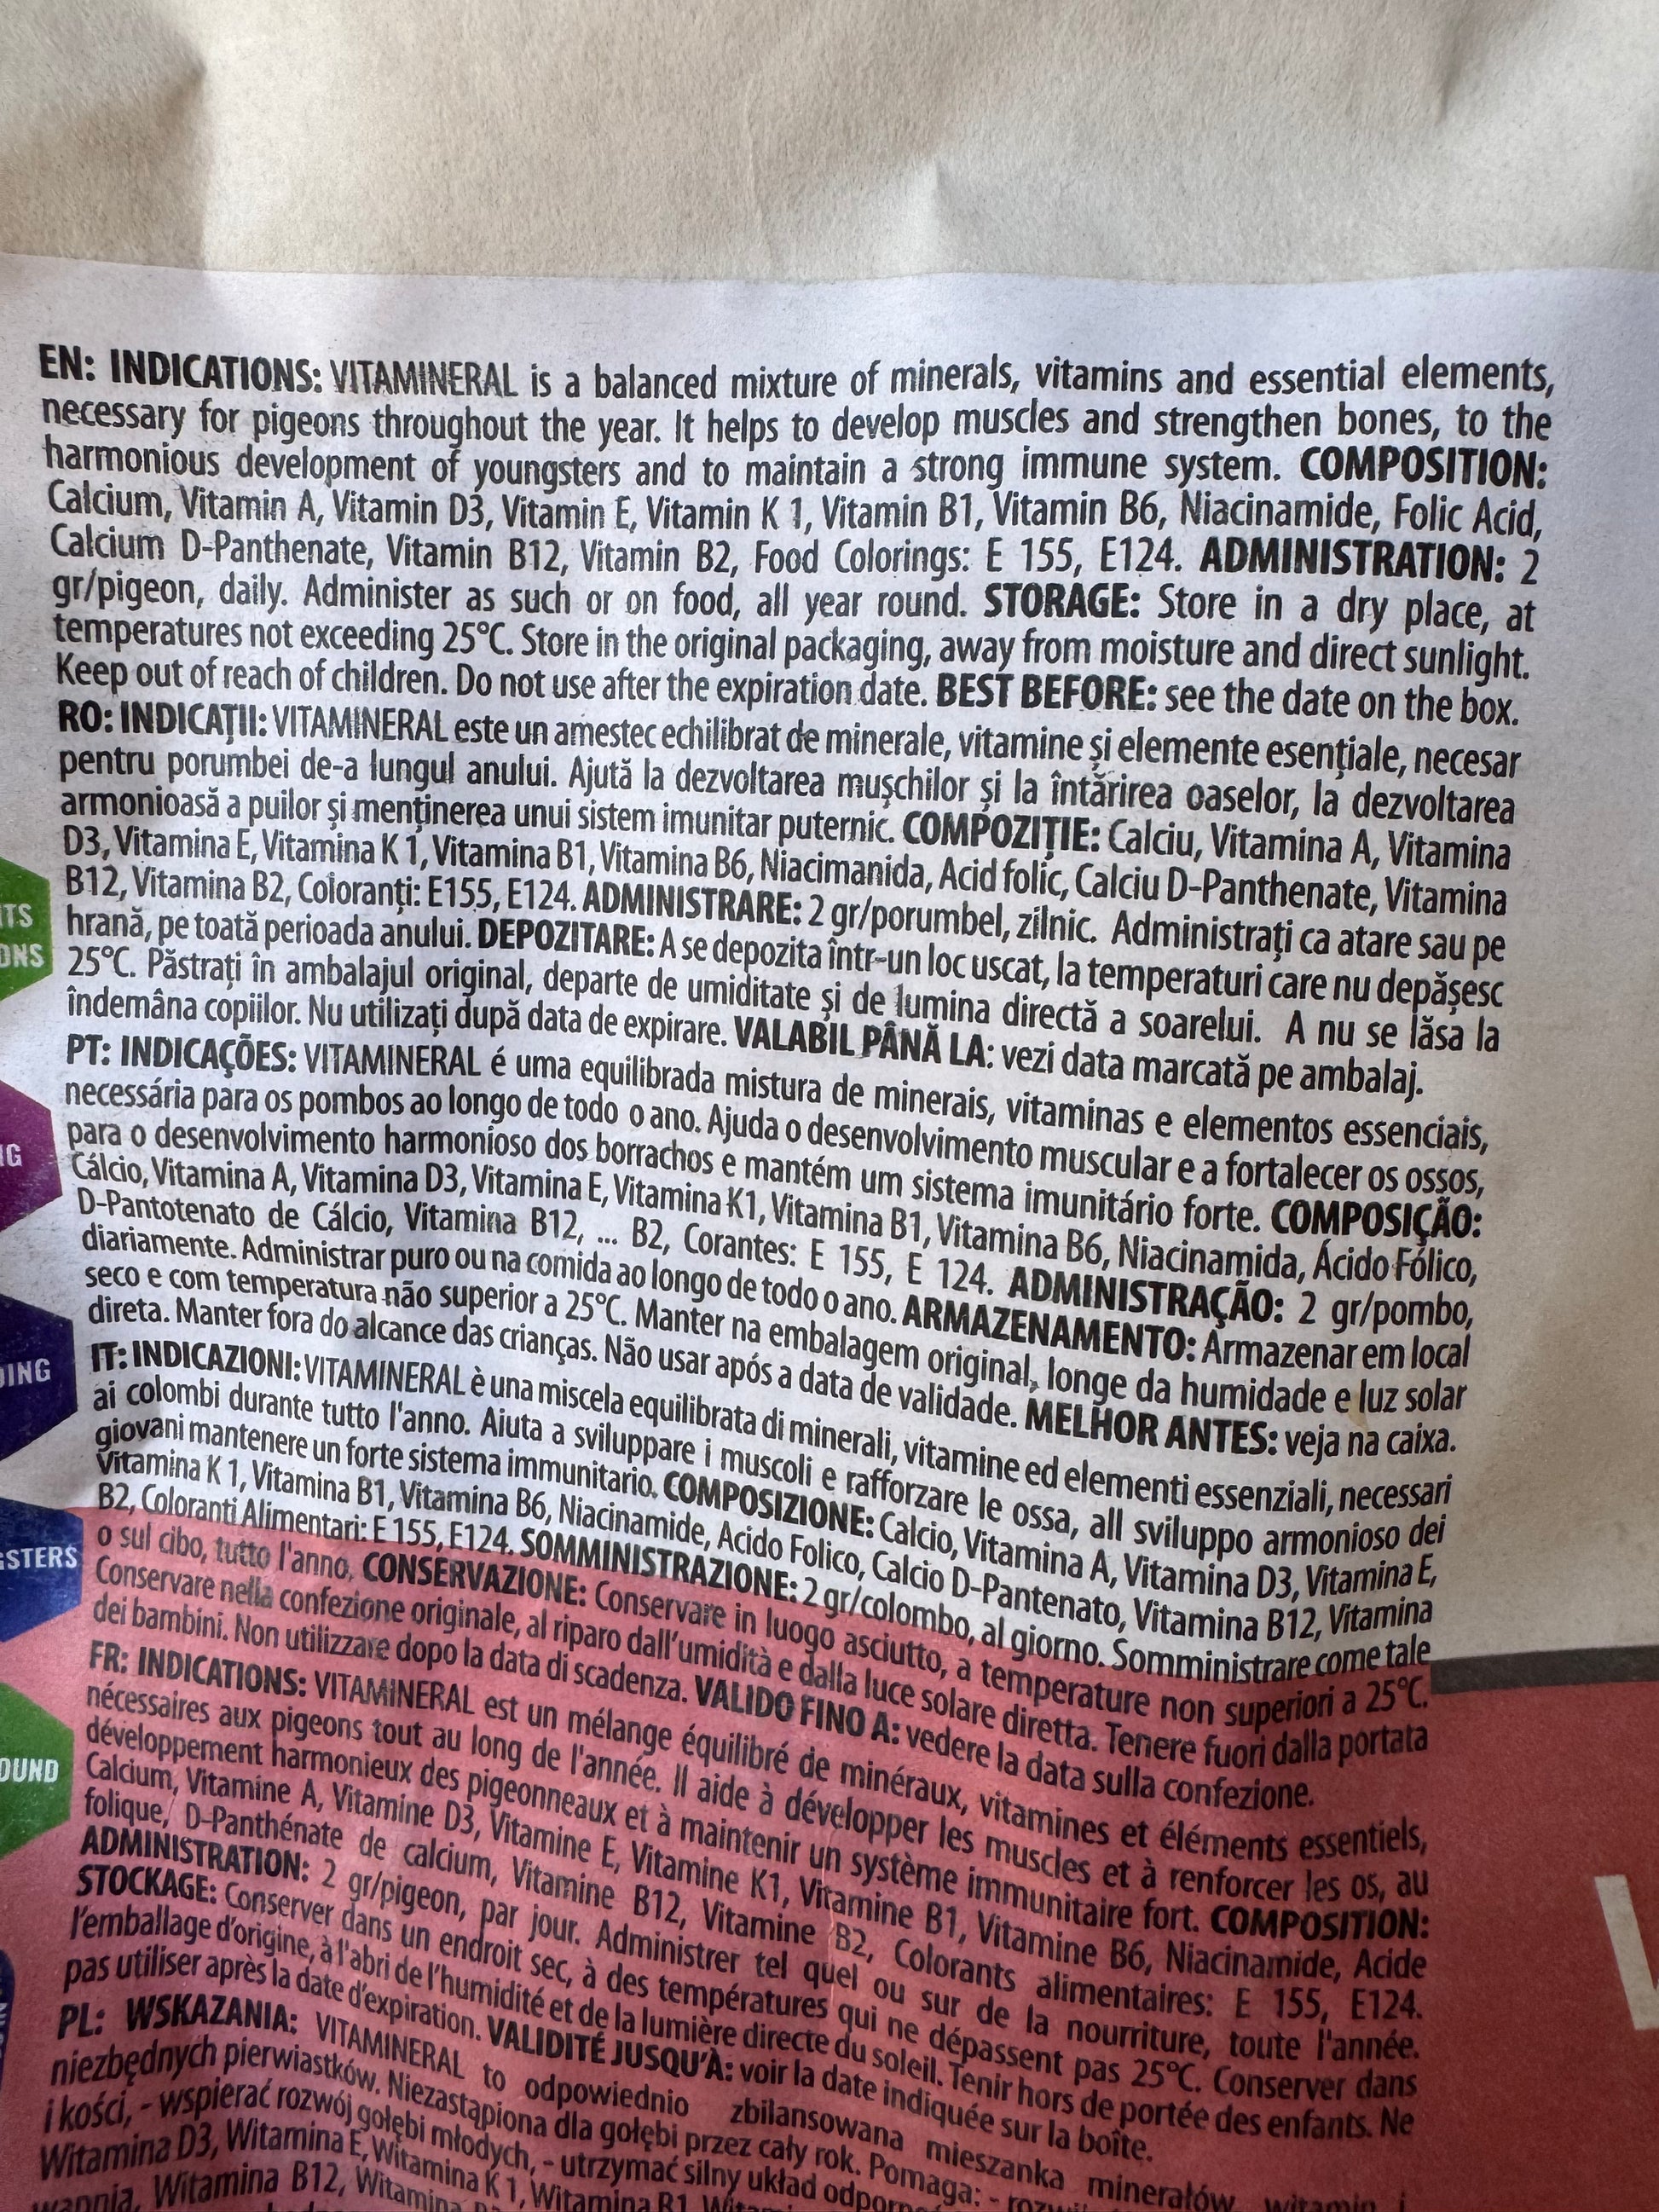 EN: INDICATIONS: VITAMINERAL is a balanced mixture of minerals, vitamins and essential elements,
necessary for pigeons throughout the year. It helps to develop muscles and strengthen bones, to the
harmonious development of youngsters and to maintain a strong immune system. COMPOSITION:
Calcium, Vitamin A, Vitamin D3, Vitamin E, Vitamin K 1, Vitamin B1, Vitamin B6, Niacinamide, Folic Acid,
Calcium D-Panthenate, Vitamin B12, Vitamin B2, Food Colorings: E 155, E124. ADMINISTRATION: 2
gr/pigeon, daily. Administer as such or on food, all year round. STORAGE: Store in a dry place, at
temperatures not exceeding 25°C. Store in the original packaging, away from moisture and direct sunlight.
Keep out of reach of children. Do not use after the expiration date. BEST BEFORE: see the date on the box.
RO: INDICAȚII: VITAMINERAL este un amestec echilibrat de minerale, vitamine și elemente esențiale, necesar
pentru porumbei de-a lungul anului. Ajută la dezvoltarea mușchilor și la întărirea oaselor, la dezvoltarea
armonioasă a puilor și menținerea unui sistem imunitar puternic. COMPOZIȚIE: Calciu, Vitamina A, Vitamina
D3, Vitamina E, Vitamina K 1, Vitamina B1, Vitamina B6, Niacimanida, Acid folic, Calciu D-Panthenate, Vitamina
B12, Vitamina B2, Coloranți: E155, E124. ADMINISTRARE: 2 gr/porumbel, zilnic. Administrați ca atare sau pe
hrană, pe toată perioada anului. DEPOZITARE: A se depozita într-un loc uscat, la temperaturi care nu depășesc
25°C. Păstrați în ambalajul original, departe de umiditate și de lumina directă a soarelui. A nu se lăsa la
îndemâna copiilor. Nu utilizați după data de expirare. VALABIL PÂNĂ LA: vezi data marcată pe ambalaj.
PT: INDICAÇÕES: VITAMINERAL é uma equilibrada mistura de minerais, vitaminas e elementos essenciais,
necessária para os pombos ao longo de todo o ano. Ajuda o desenvolvimento muscular e a fortalecer os ossos,
para o desenvolvimento harmonioso dos borrachos e mantém um sistema imunitário forte. COMPOSIÇÃO:
Cálcio, Vitamina A, Vitamina D3, Vitamina E, Vitamina K1, Vitamina B1, Vitamina B6, Niacinamida, Ácido Fólico,
D-Pantotenato de Cálcio, Vitamina B12, ... B2, Corantes: E 155, E 124. ADMINISTRAÇÃO: 2 gr/pombo,
diariamente. Administrar puro ou na comida ao longo de todo o ano. ARMAZENAMENTO: Armazenar em local
seco e com temperatura não superior a 25°C. Manter na embalagem original, longe da humidade e luz solar
direta. Manter fora do alcance das crianças. Não usar após a data de validade. MELHOR ANTES: veja na caixa.
IT: INDICAZIONI: VITAMINERAL è una miscela equilibrata di minerali, vitamine ed elementi essenziali, necessari
ai colombi durante tutto l'anno. Aiuta a sviluppare i muscoli e rafforzare le ossa, all sviluppo armonioso dei
giovani mantenere un forte sistema immunitario. COMPOSIZIONE: Calcio, Vitamina A, Vitamina D3, Vitamina E,
Vitamina K 1, Vitamina B1, Vitamina B6, Niacinamide, Acido Folico, Calcio D-Pantenato, Vitamina B12, Vitamina
B2, Coloranti Alimentari: E 155, E124. SOMMINISTRAZIONE: 2 gr/colombo, al giorno. Somministrare come tale
o sul cibo, tutto l'anno. CONSERVAZIONE: Conservare in luogo asciutto, a temperature non superiori a 25°C.
Conservare nella confezione originale, al riparo dall'umidità e dalla luce solare diretta. Tenere fuori dalla portata
dei bambini. Non utilizzare dopo la data di scadenza. VALIDO FINO A: vedere la data sulla confezione.
FR: INDICATIONS: VITAMINERAL est un mélange équilibré de minéraux, vitamines et éléments essentiels,
nécessaires aux pigeons tout au long de l'année. Il aide à développer les muscles et à renforcer les os, au
développement harmonieux des pigeonneaux et à maintenir un système immunitaire fort. COMPOSITION:
Calcium, Vitamine A, Vitamine D3, Vitamine E, Vitamine K1, Vitamine B1, Vitamine B6, Niacinamide, Acide
folique, D-Panthénate de calcium, Vitamine B12, Vitamine B2, Colorants alimentaires: E 155, E124.
ADMINISTRATION: 2 gr/pigeon, par jour. Administrer tel quel ou sur de la nourriture, toute l'année.
STOCKAGE: Conserver dans un endroit sec, à des températures qui ne dépassent pas 25°C. Conserver dans
l'emballage d'origine, à l'abri de l'humidité et de la lumière directe du soleil. Tenir hors de portée des enfants. Ne
pas utiliser après la date d'expiration. VALIDITÉ JUSQU'À: voir la date indiquée sur la boîte.
PL: WSKAZANIA: VITAMINERAL to odpowiednio zbilansowana mieszanka minerałów, witamin i
niezbędnych pierwiastków. Niezastąpiona dla gołębi przez cały rok. Pomaga: -
i kości, - wspierać rozwój gołębi młodych, - utrzymać silny układ
Witamina D3, Witamina E, Witamina K 1, Witamina B1,
Witamina B12, Witamina
ITS
ONS
NG
DING
GSTERS
OUND